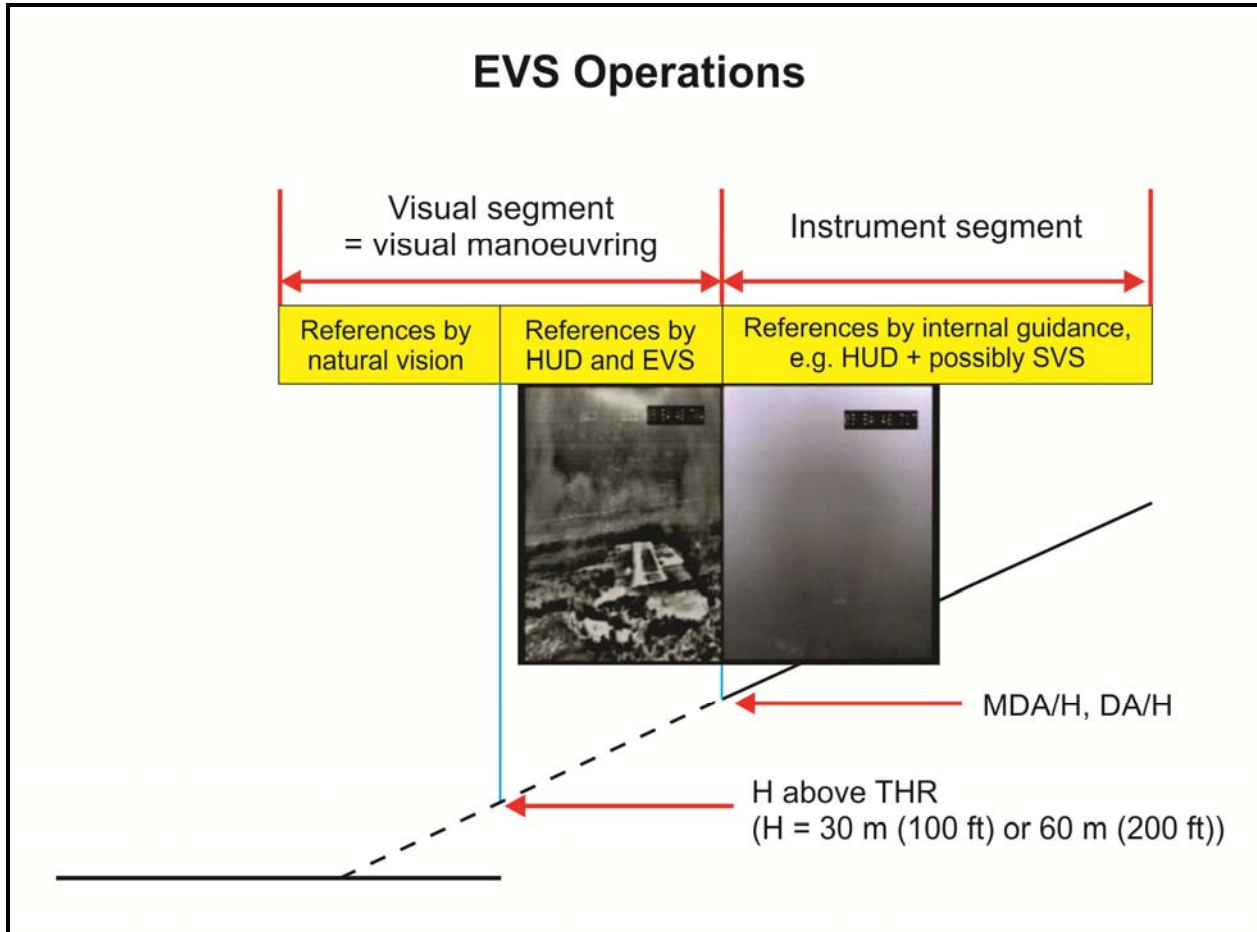 EVS Operations
Visual segment
= visual manoeuvring
Instrument segment
References by
natural vision
References by
HUD and EVS
References by internal guidance,
e.g. HUD + possibly SVS
MDA/H, DA/H
H above THR
(H = 30 m (100 ft) or 60 m (200 ft))